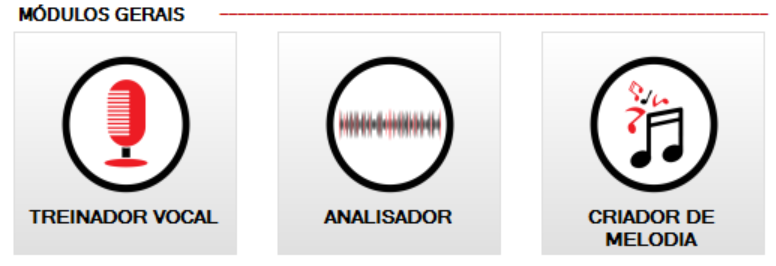 MÓDULOS GERAIS
TREINADOR VOCAL
ANALISADOR
CRIADOR DE
MELODIA